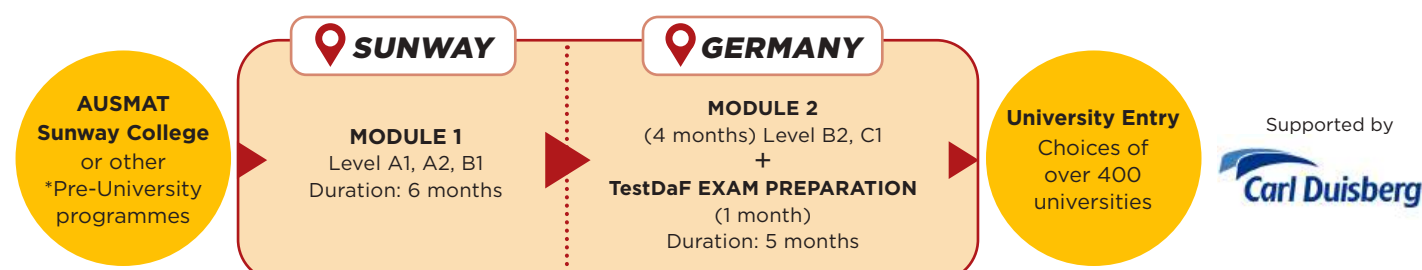 AUSMAT
Sunway College
or other
*Pre-University
programmes
SUNWAY
MODULE 1
Level A1, A2, B1
Duration: 6 months
GERMANY
MODULE 2
(4 months) Level B2, C1
+
TestDaF EXAM PREPARATION
(1 month)
Duration: 5 months
University Entry
Choices of
over 400
universities
Supported by
Carl Duisberg